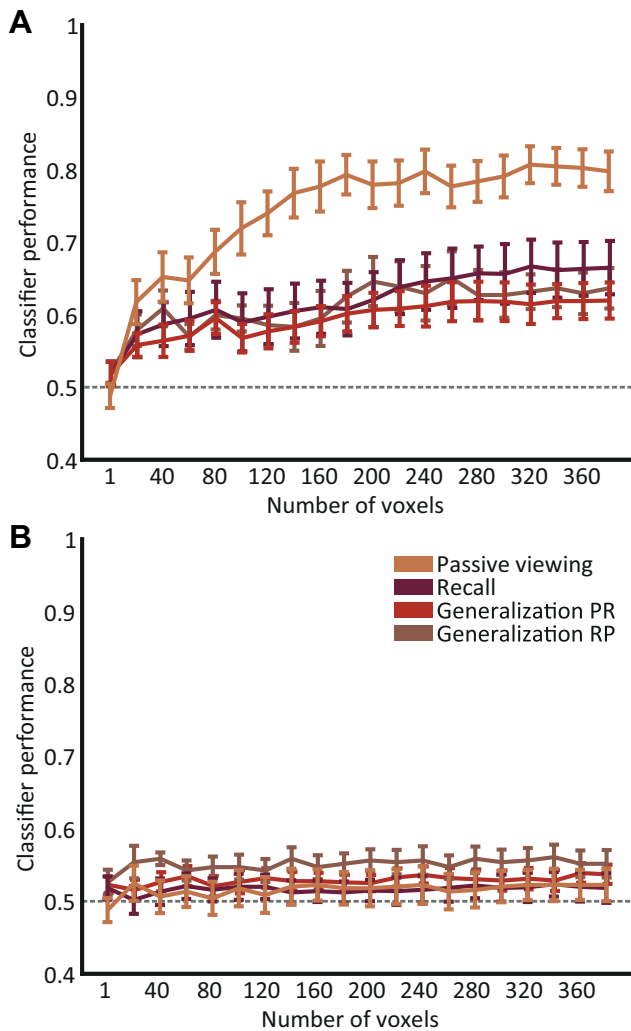 A
1
0.9
0.8
0.7
0.6
0.5
0.4
Classifier performance
1 40 80 120 160 200 240 280 320 360
Number of voxels
B
1
0.9
0.8
0.7
0.6
0.5
0.4
Classifier performance
Passive viewing
Recall
Generalization PR
Generalization RP
1 40 80 120 160 200 240 280 320 360
Number of voxels